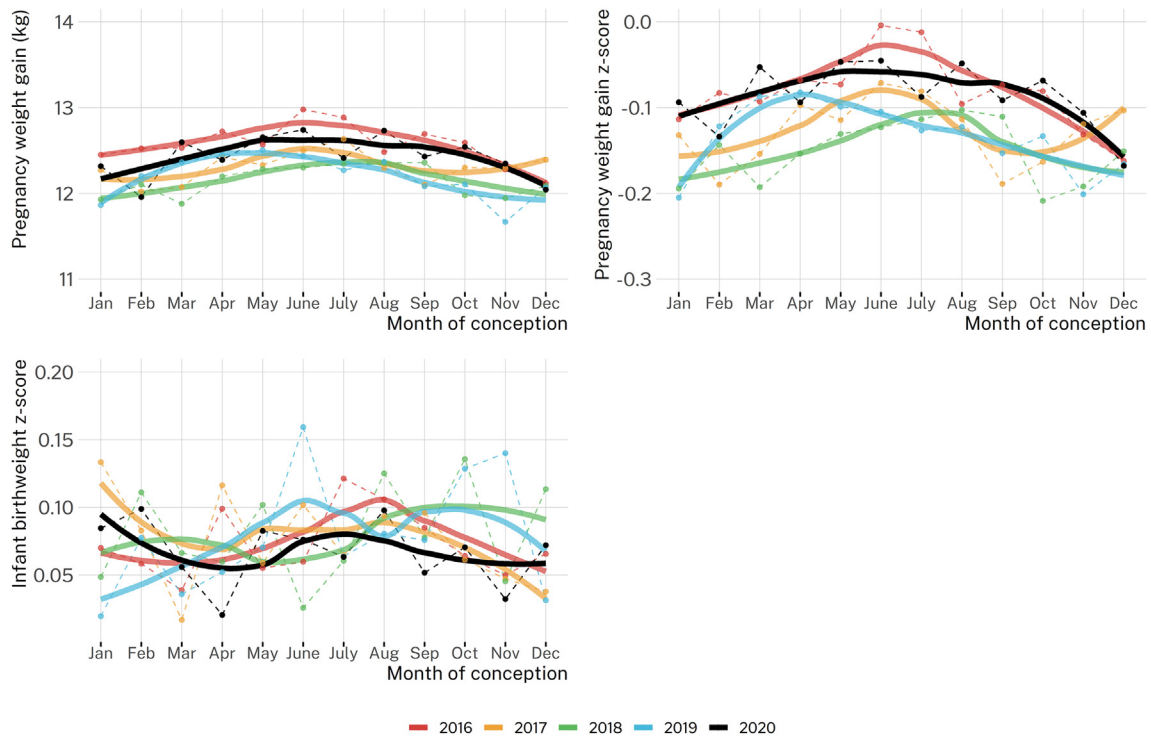 Pregnancy weight gain (kg)
14
13
12
11
Jan Feb Mar Apr May June July Aug Sep Oct Nov Dec
Month of conception
Pregnancy weight gain z-score
0.0
-0.1
-0.2
-0.3
Jan Feb Mar Apr May June July Aug Sep Oct Nov Dec
Month of conception
Infant birthweight z-score
0.20
0.15
0.10
0.05
Jan Feb Mar Apr May June July Aug Sep Oct Nov Dec
Month of conception
2016 2017 2018 2019 2020